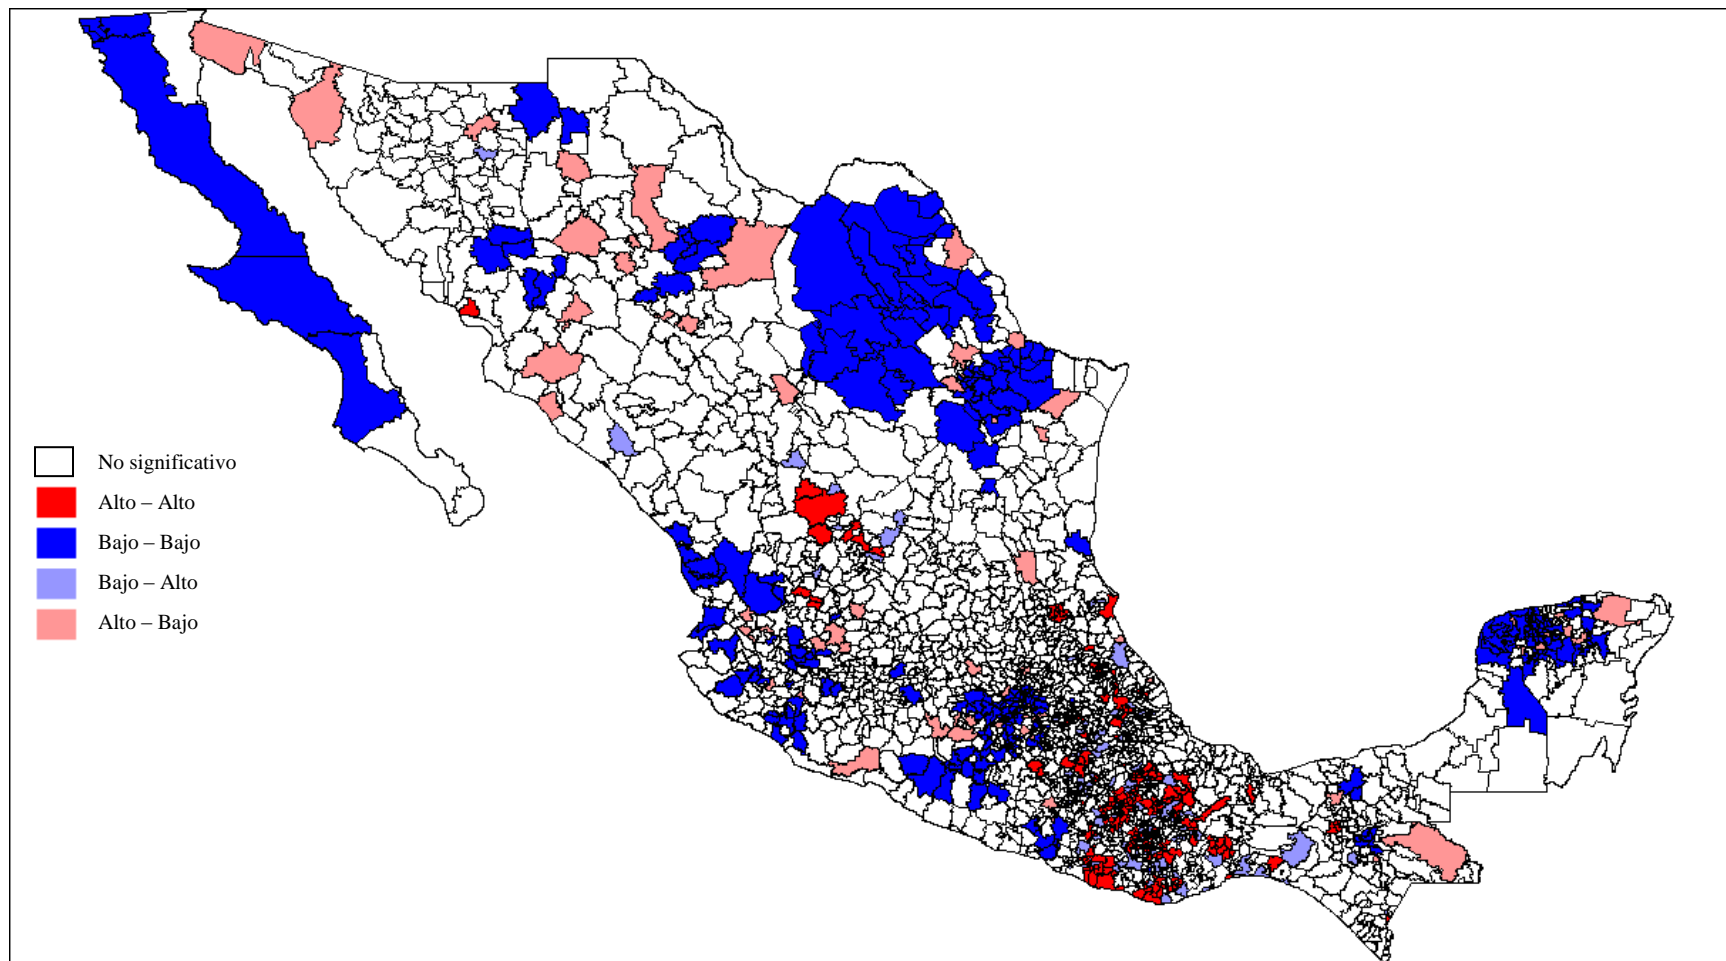 No significativo
Alto – Alto
Bajo – Bajo
Bajo – Alto
Alto – Bajo